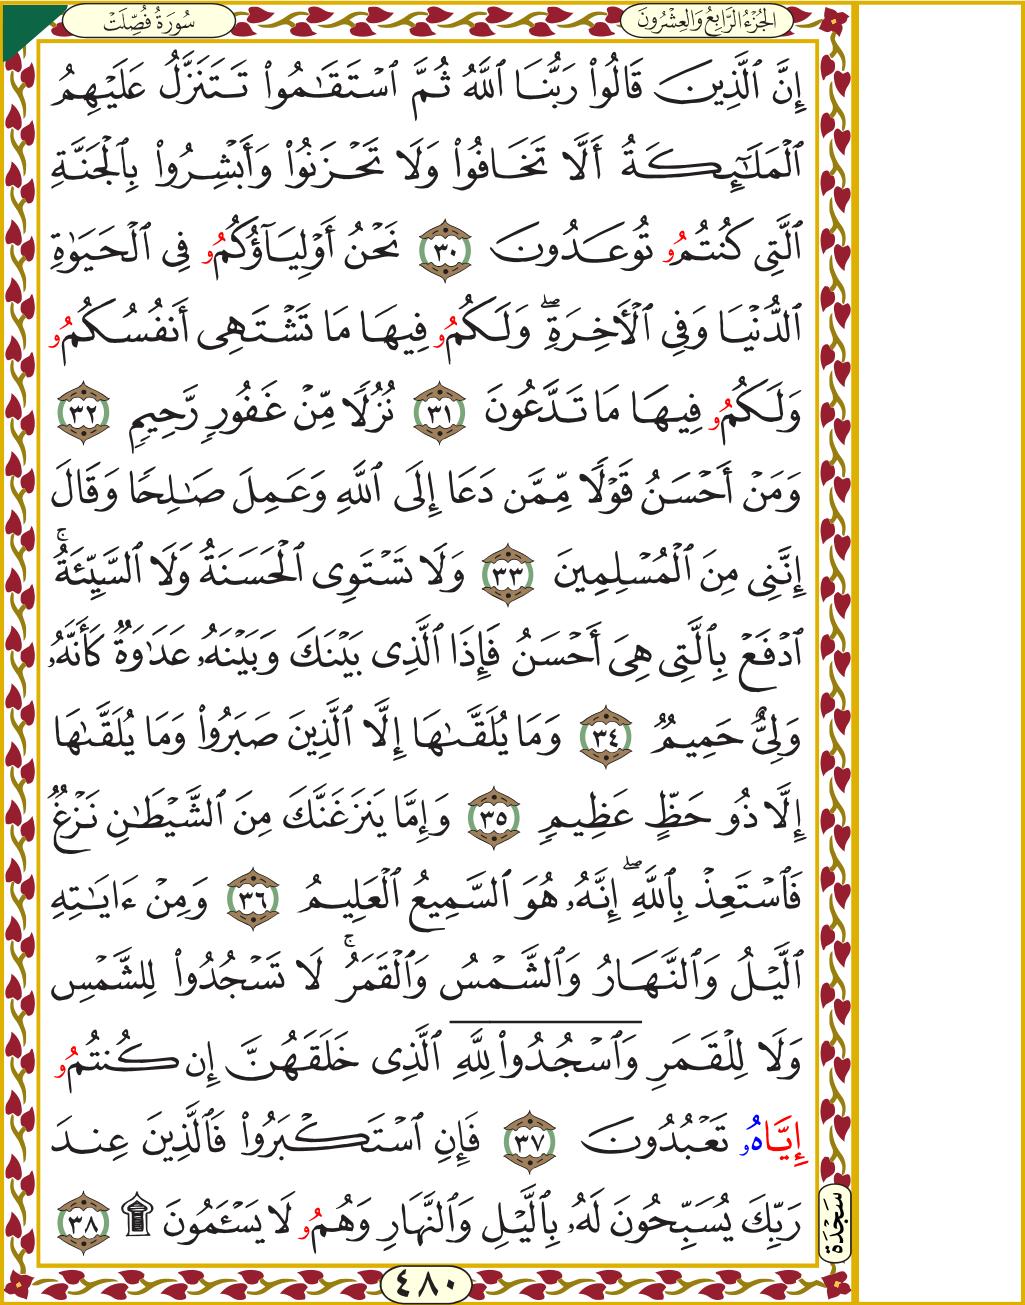 سُورَةُ فُصِّلَتْ
الجُزْءُ الرَّابِعُ وَالعِشْرُونَ
إِنَّ ٱلَّذِينَ قَالُوا۟ رَبُّنَا ٱللَّهُ ثُمَّ ٱسْتَقَـٰمُوا۟ تَتَنَزَّلُ عَلَيْهِمُ
ٱلْمَلَـٰٓئِكَةُ أَلَّا تَخَافُوا۟ وَلَا تَحْزَنُوا۟ وَأَبْشِرُوا۟ بِٱلْجَنَّةِ
ٱلَّتِى كُنتُمُو تُوعَدُونَ ٣٠ نَحْنُ أَوْلِيَآؤُكُمُو فِى ٱلْحَيَوٰةِ
ٱلدُّنْيَا وَفِى ٱلْأَخِرَةِ ۖ وَلَكُمُو فِيهَا مَا تَشْتَهِى أَنفُسُكُمُو
وَلَكُمُو فِيهَا مَا تَدَّعُونَ ٣١ نُزُلًا مِّنْ غَفُورٍ رَّحِيمٍ ٣٢
وَمَنْ أَحْسَنُ قَوْلًا مِّمَّن دَعَا إِلَى ٱللَّهِ وَعَمِلَ صَـٰلِحًا وَقَالَ
إِنَّنِى مِنَ ٱلْمُسْلِمِينَ ٣٣ وَلَا تَسْتَوِى ٱلْحَسَنَةُ وَلَا ٱلسَّيِّئَةُ ۚ
ٱدْفَعْ بِٱلَّتِى هِىَ أَحْسَنُ فَإِذَا ٱلَّذِى بَيْنَكَ وَبَيْنَهُۥ عَدَٰوَةٌ كَأَنَّهُۥ
وَلِىٌّ حَمِيمٌ ٣٤ وَمَا يُلَقَّىٰهَا إِلَّا ٱلَّذِينَ صَبَرُوا۟ وَمَا يُلَقَّىٰهَا
إِلَّا ذُو حَظٍّ عَظِيمٍ ٣٥ وَإِمَّا يَنزَغَنَّكَ مِنَ ٱلشَّيْطَـٰنِ نَزْغٌ
فَٱسْتَعِذْ بِٱللَّهِ ۖ إِنَّهُۥ هُوَ ٱلسَّمِيعُ ٱلْعَلِيمُ ٣٦ وَمِنْ ءَايَـٰتِهِ
ٱلَّيْلُ وَٱلنَّهَارُ وَٱلشَّمْسُ وَٱلْقَمَرُ ۚ لَا تَسْجُدُوا۟ لِلشَّمْسِ
وَلَا لِلْقَمَرِ وَٱسْجُدُوا۟ لِلَّهِ ٱلَّذِى خَلَقَهُنَّ إِن كُنتُمُو
إِيَّاهُو تَعْبُدُونَ ٣٧ فَإِنِ ٱسْتَكْبَرُوا۟ فَٱلَّذِينَ عِندَ
رَبِّكَ يُسَبِّحُونَ لَهُۥ بِٱلَّيْلِ وَٱلنَّهَارِ وَهُمُو لَا يَسْـَٔمُونَ ۩ ٣٨
سَجْدَة
٤٨٠